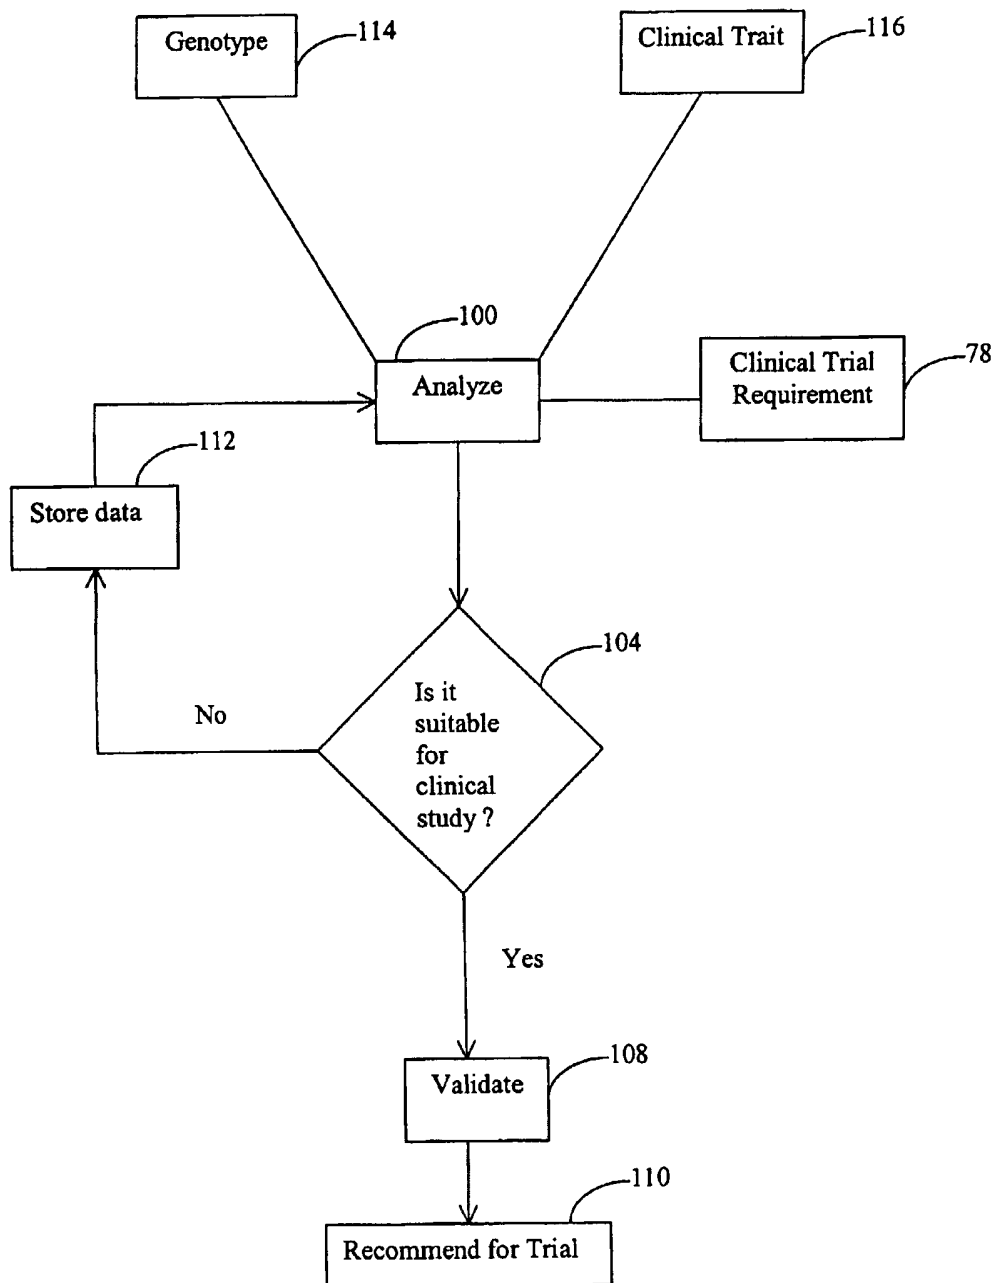 Genotype
114
Clinical Trait
116
100
Analyze
Clinical Trial
Requirement
78
112
Store data
104
Is it
suitable
for
clinical
study ?
No
Yes
Validate
108
110
Recommend for Trial